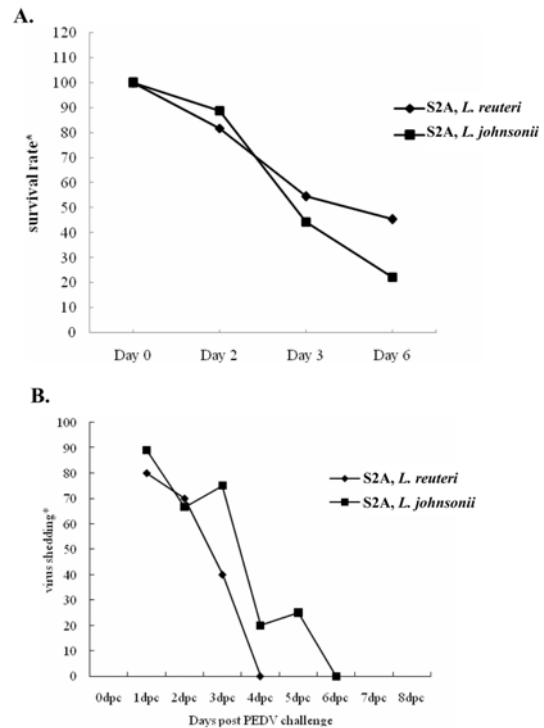 A.
survival rate*
100
90
80
70
60
50
40
30
20
10
0
Day 0 Day 2 Day 3 Day 6
S2A, L. reuteri
S2A, L. johnsonii
B.
virus shedding*
100
90
80
70
60
50
40
30
20
10
0
0dpc 1dpc 2dpc 3dpc 4dpc 5dpc 6dpc 7dpc 8dpc
Days post PEDV challenge
S2A, L. reuteri
S2A, L. johnsonii